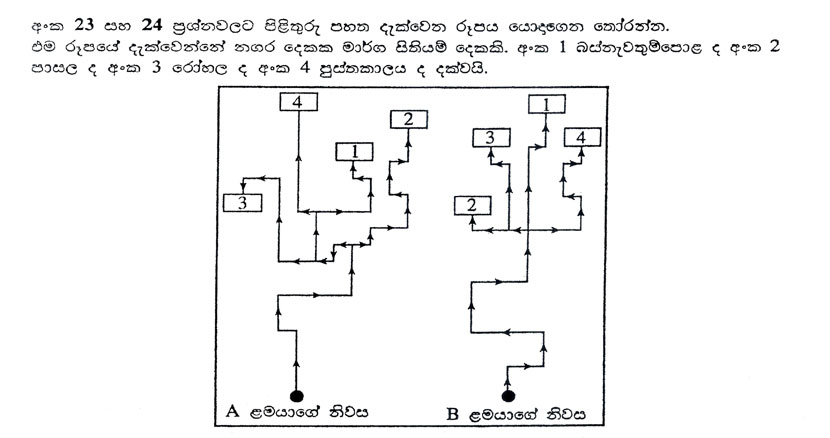 අංක 23 සහ 24 ප්‍රශ්නවලට පිළිතුරු පහත දැක්වෙන රූපය යොදාගෙන තෝරන්න.
එම රූපයේ දැක්වෙන්නේ නගර දෙකක මාර්ග සිතියම් දෙකකි. අංක 1 බස්නැවතුම්පොළ ද අංක 2
පාසල ද අංක 3 රෝහල ද අංක 4 පුස්තකාලය ද දක්වයි.
4
2
1
3
1
3
4
2
A ළමයාගේ නිවස
B ළමයාගේ නිවස